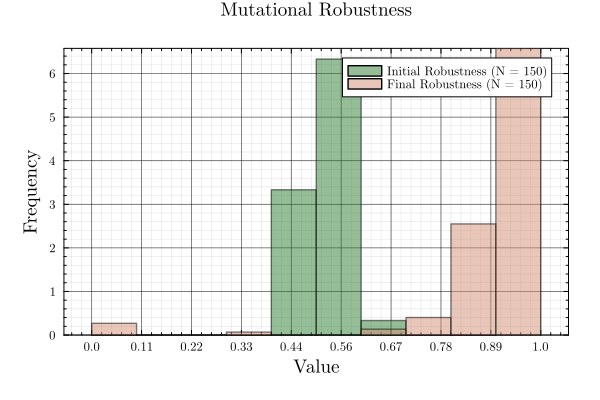 Mutational Robustness
Initial Robustness (N = 150)
Final Robustness (N = 150)
Frequency
6
5
4
3
2
1
0
0.0 0.11 0.22 0.33 0.44 0.56 0.67 0.78 0.89 1.0
Value